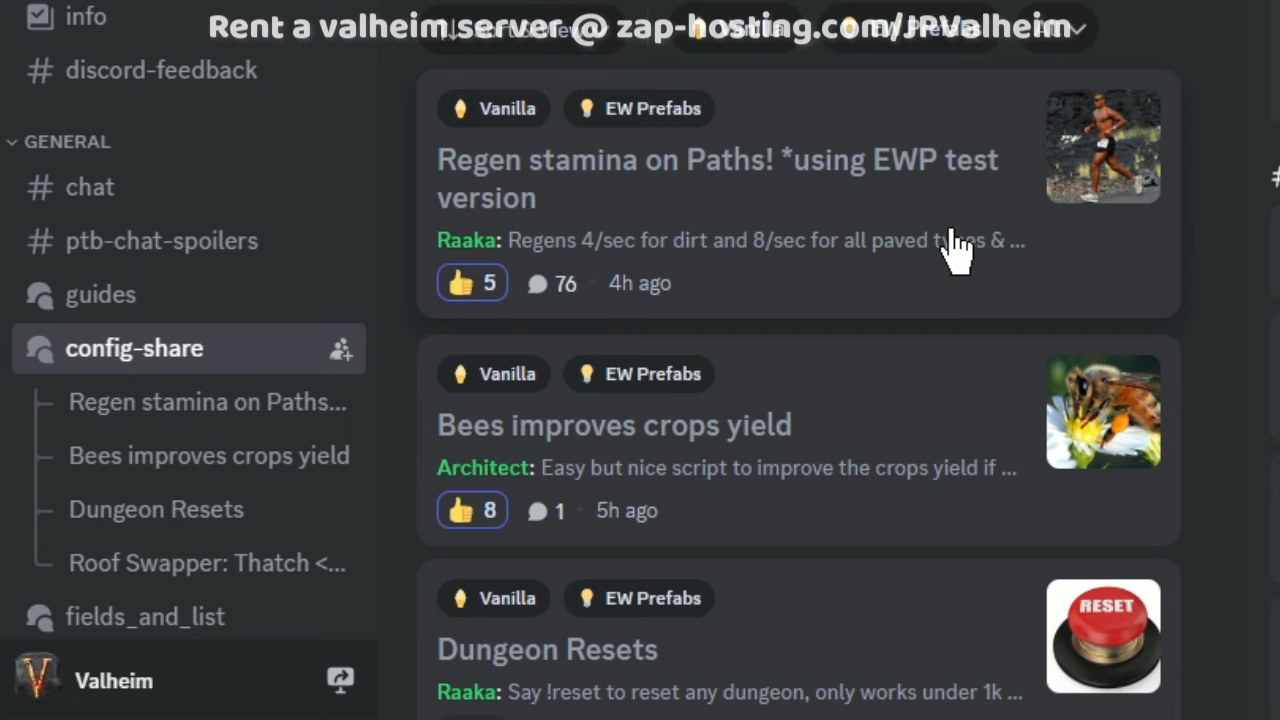 Rent a valheim server @ zap-hosting.com/JRValheim
info
# discord-feedback
GENERAL
# chat
# ptb-chat-spoilers
guides
config-share
Regen stamina on Paths...
Bees improves crops yield
Dungeon Resets
Roof Swapper: Thatch <...
fields_and_list
Valheim
Vanilla
EW Prefabs
Regen stamina on Paths! *using EWP test
version
Raaka: Regens 4/sec for dirt and 8/sec for all paved & ...
5
76 · 4h ago
Vanilla
EW Prefabs
Bees improves crops yield
Architect: Easy but nice script to improve the crops yield if ...
8
1 · 5h ago
Vanilla
EW Prefabs
RESET
Dungeon Resets
Raaka: Say !reset to reset any dungeon, only works under 1k ...